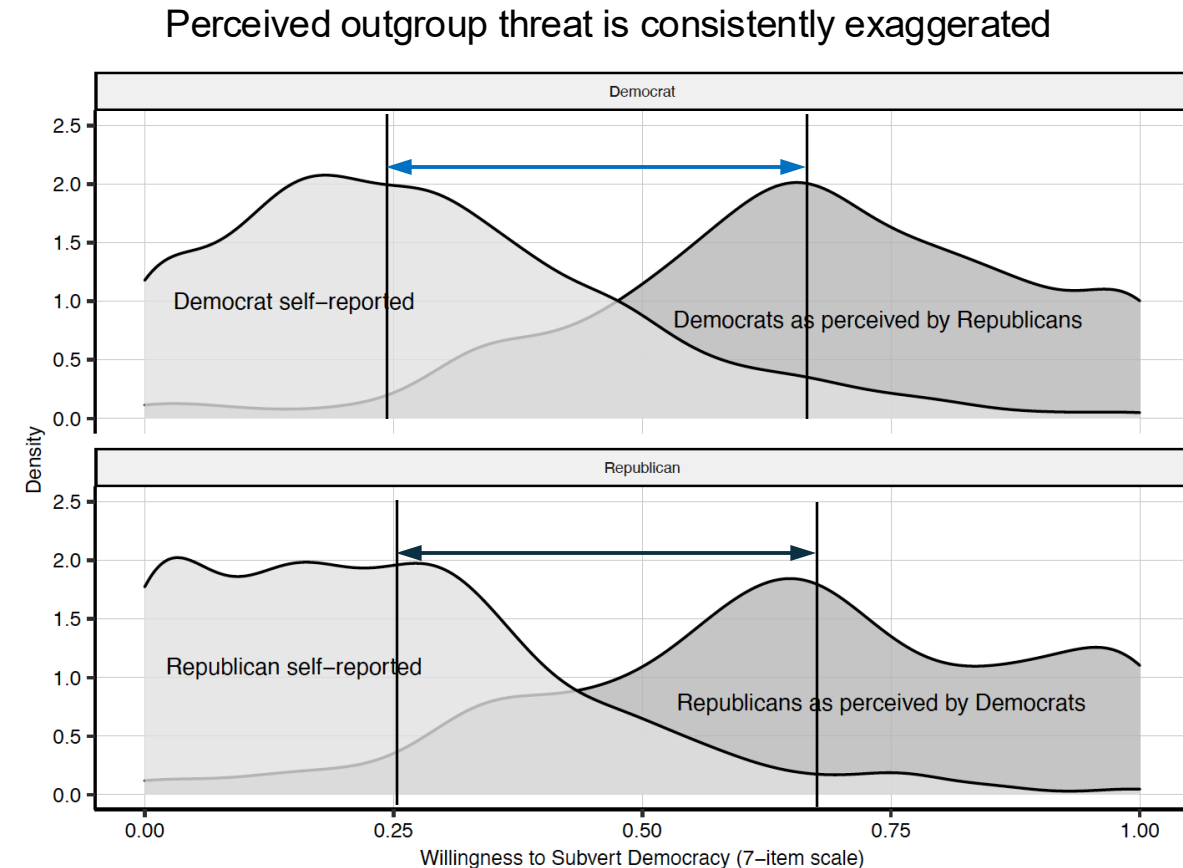 Perceived outgroup threat is consistently exaggerated
Democrat
2.5
2.0
1.5
1.0
0.5
0.0
Democrat self−reported
Democrats as perceived by Republicans
Density
Republican
2.5
2.0
1.5
1.0
0.5
0.0
Republican self−reported
Republicans as perceived by Democrats
0.00 0.25 0.50 0.75 1.00
Willingness to Subvert Democracy (7−item scale)